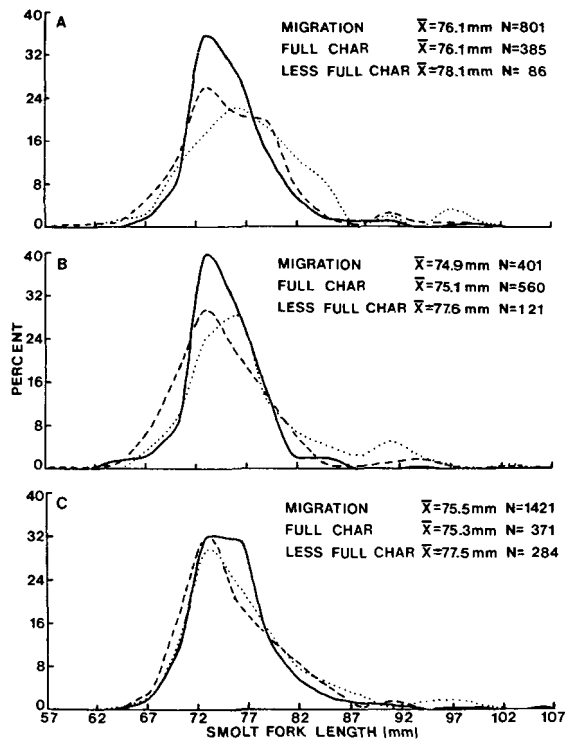 A
MIGRATION X̄=76.1mm N=801
FULL CHAR X̄=76.1mm N=385
LESS FULL CHAR X̄=78.1mm N= 86
40
32
24
16
8
0
B
MIGRATION X̄=74.9mm N=401
FULL CHAR X̄=75.1mm N=560
LESS FULL CHAR X̄=77.6mm N=121
40
32
24
16
8
0
PERCENT
C
MIGRATION X̄=75.5mm N=1421
FULL CHAR X̄=75.3mm N= 371
LESS FULL CHAR X̄=77.5mm N= 284
40
32
24
16
8
0
57 62 67 72 77 82 87 92 97 102 107
SMOLT FORK LENGTH (mm)